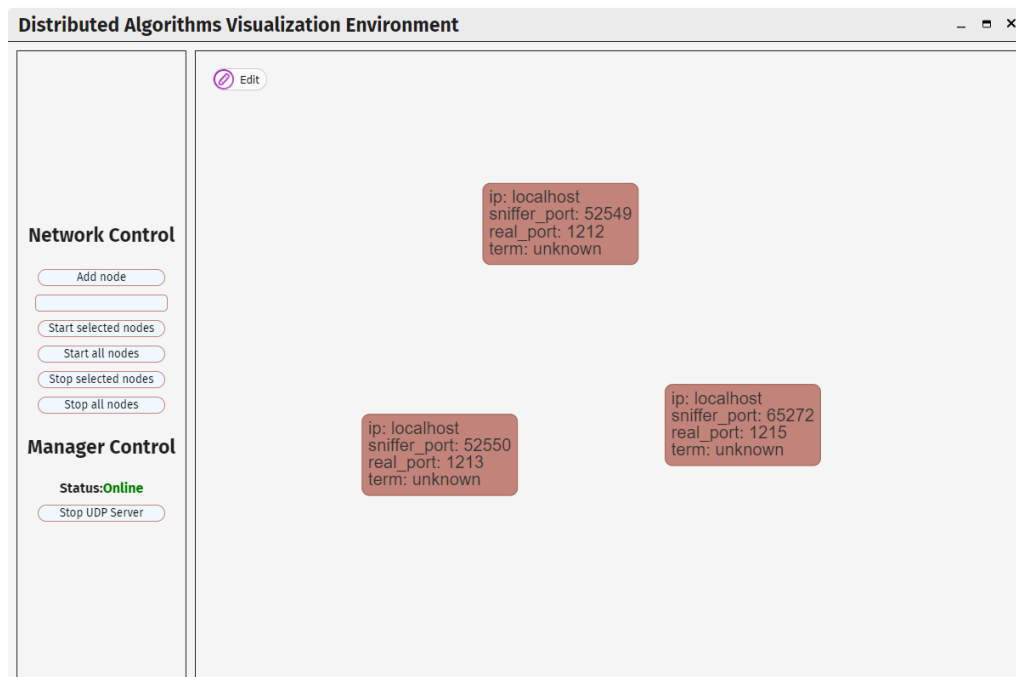 Distributed Algorithms Visualization Environment
Edit
Network Control
Add node
Start selected nodes
Start all nodes
Stop selected nodes
Stop all nodes
Manager Control
Status:Online
Stop UDP Server
ip: localhost
sniffer_port: 52549
real_port: 1212
term: unknown
ip: localhost
sniffer_port: 52550
real_port: 1213
term: unknown
ip: localhost
sniffer_port: 65272
real_port: 1215
term: unknown